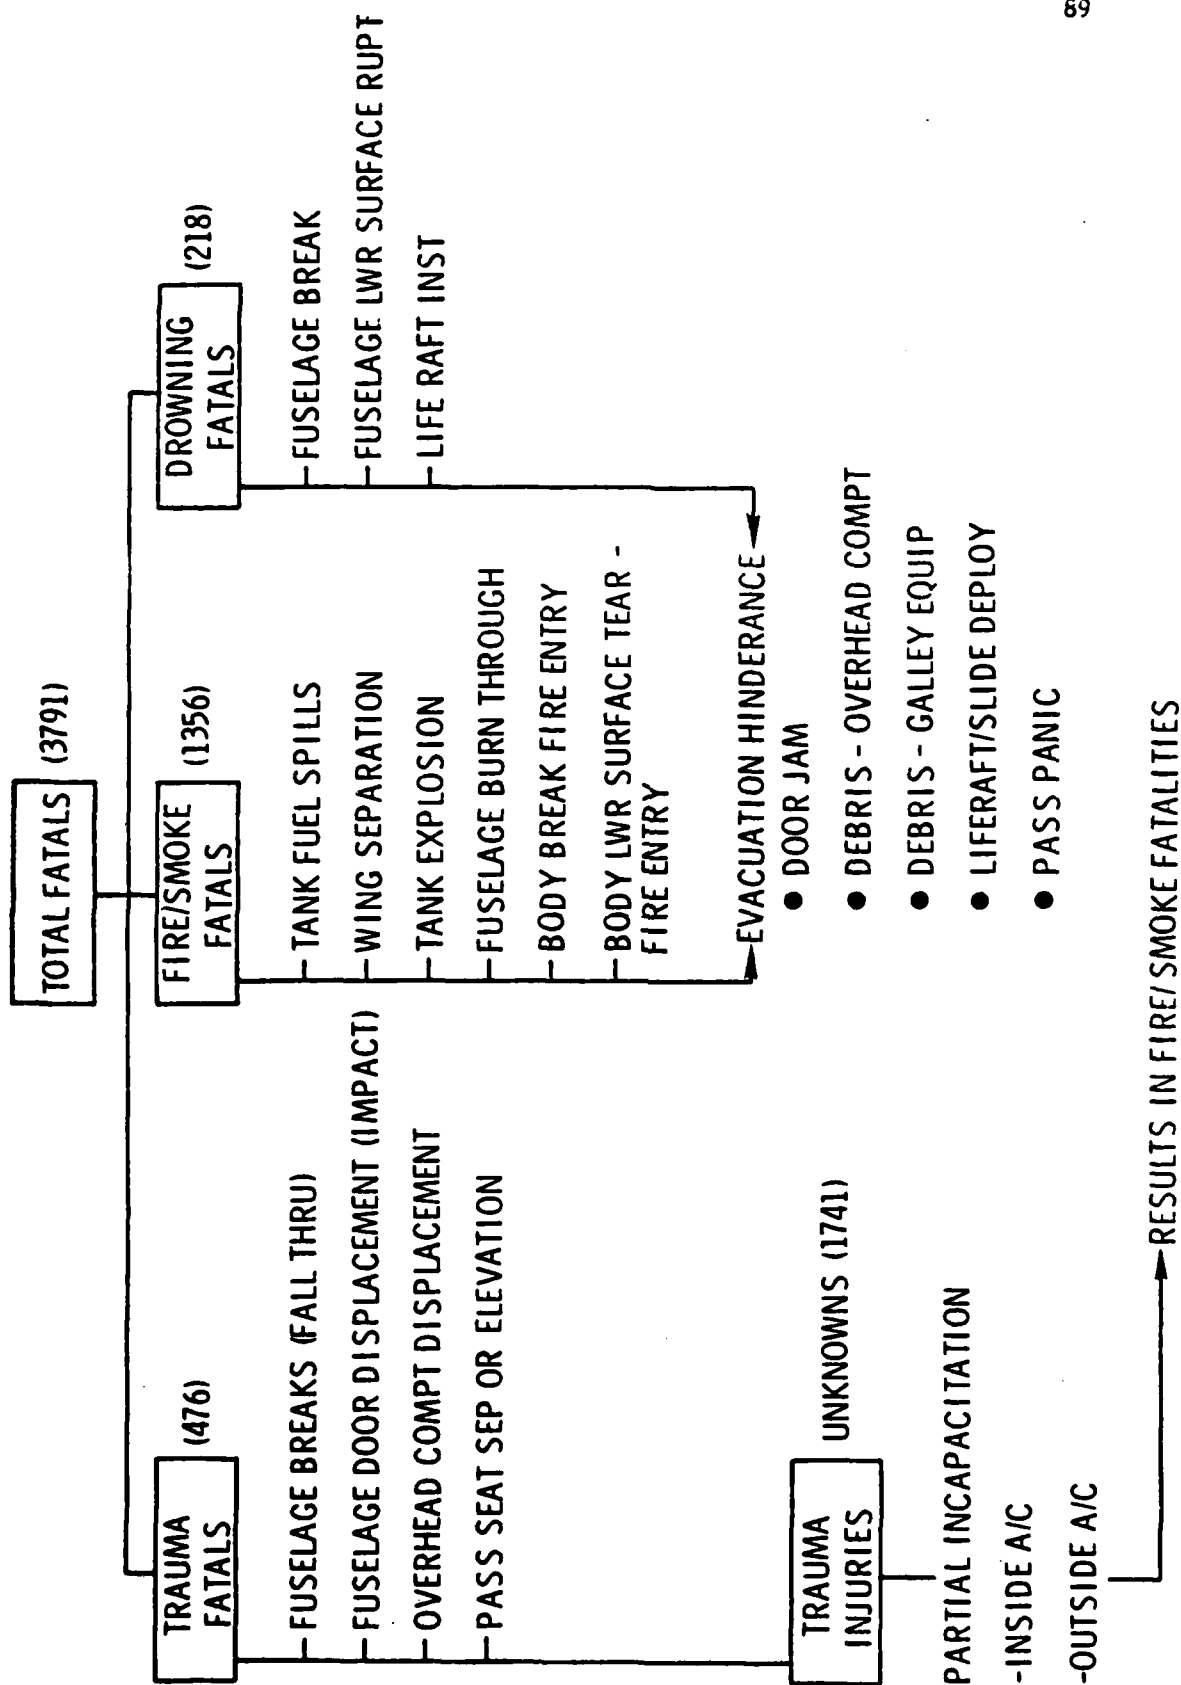 TOTAL FATALS (3791)
TRAUMA
FATALS
(476)
FUSELAGE BREAKS (FALL THRU)
FUSELAGE DOOR DISPLACEMENT (IMPACT)
OVERHEAD COMPT DISPLACEMENT
PASS SEAT SEP OR ELEVATION
TRAUMA
INJURIES
UNKNOWNS (1741)
PARTIAL INCAPACITATION
-INSIDE A/C
-OUTSIDE A/C
RESULTS IN FIRE/SMOKE FATALITIES
FIRE/SMOKE
FATALS
(1356)
TANK FUEL SPILLS
WING SEPARATION
TANK EXPLOSION
FUSELAGE BURN THROUGH
BODY BREAK FIRE ENTRY
BODY LWR SURFACE TEAR -
FIRE ENTRY
DROWNING
FATALS
(218)
FUSELAGE BREAK
FUSELAGE LWR SURFACE RUPT
LIFE RAFT INST
EVACUATION HINDERANCE
● DOOR JAM
● DEBRIS - OVERHEAD COMPT
● DEBRIS - GALLEY EQUIP
● LIFERAFT/SLIDE DEPLOY
● PASS PANIC
89